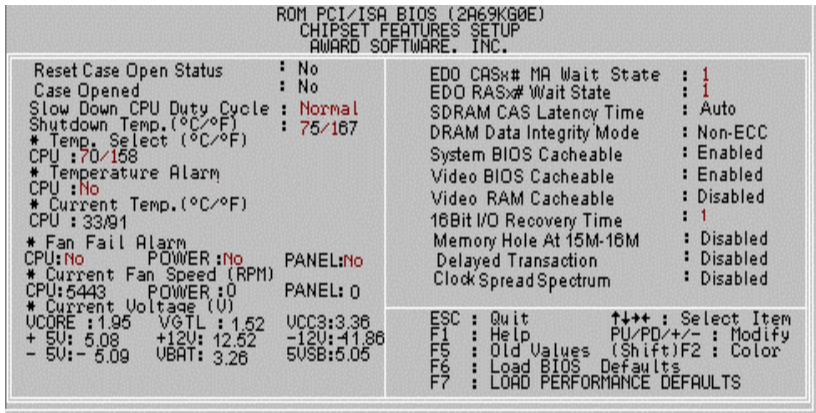 ROM PCI/ISA BIOS (2A69KG0E)
CHIPSET FEATURES SETUP
AWARD SOFTWARE. INC.
Reset Case Open Status : No
Case Opened : No
Slow Down CPU Duty Cycle : Normal
Shutdown Temp.(°C/°F) : 75/167
* Temp. Select (°C/°F)
CPU :70/158
* Temperature Alarm
CPU :No
* Current Temp.(°C/°F)
CPU : 33/91
* Fan Fail Alarm
CPU:No POWER :No PANEL:No
* Current Fan Speed (RPM)
CPU:5443 POWER :0 PANEL: 0
* Current Voltage (V)
VCORE : 1.95 VGTL : 1.52 VCC3:3.36
+ 5V: 5.08 +12V: 12.52 -12V:-11.86
- 5V:- 5.09 VBAT: 3.26 5VSB:5.05
EDO CASx# MA Wait State : 1
EDO RASx# Wait State : 1
SDRAM CAS Latency Time : Auto
DRAM Data Integrity Mode : Non-ECC
System BIOS Cacheable : Enabled
Video BIOS Cacheable : Enabled
Video RAM Cacheable : Disabled
16Bit I/O Recovery Time : 1
Memory Hole At 15M-16M : Disabled
Delayed Transaction : Disabled
Clock Spread Spectrum : Disabled
ESC : Quit ↑↓→← : Select Item
F1 : Help PU/PD/+/- : Modify
F5 : Old Values (Shift)F2 : Color
F6 : Load BIOS Defaults
F7 : LOAD PERFORMANCE DEFAULTS